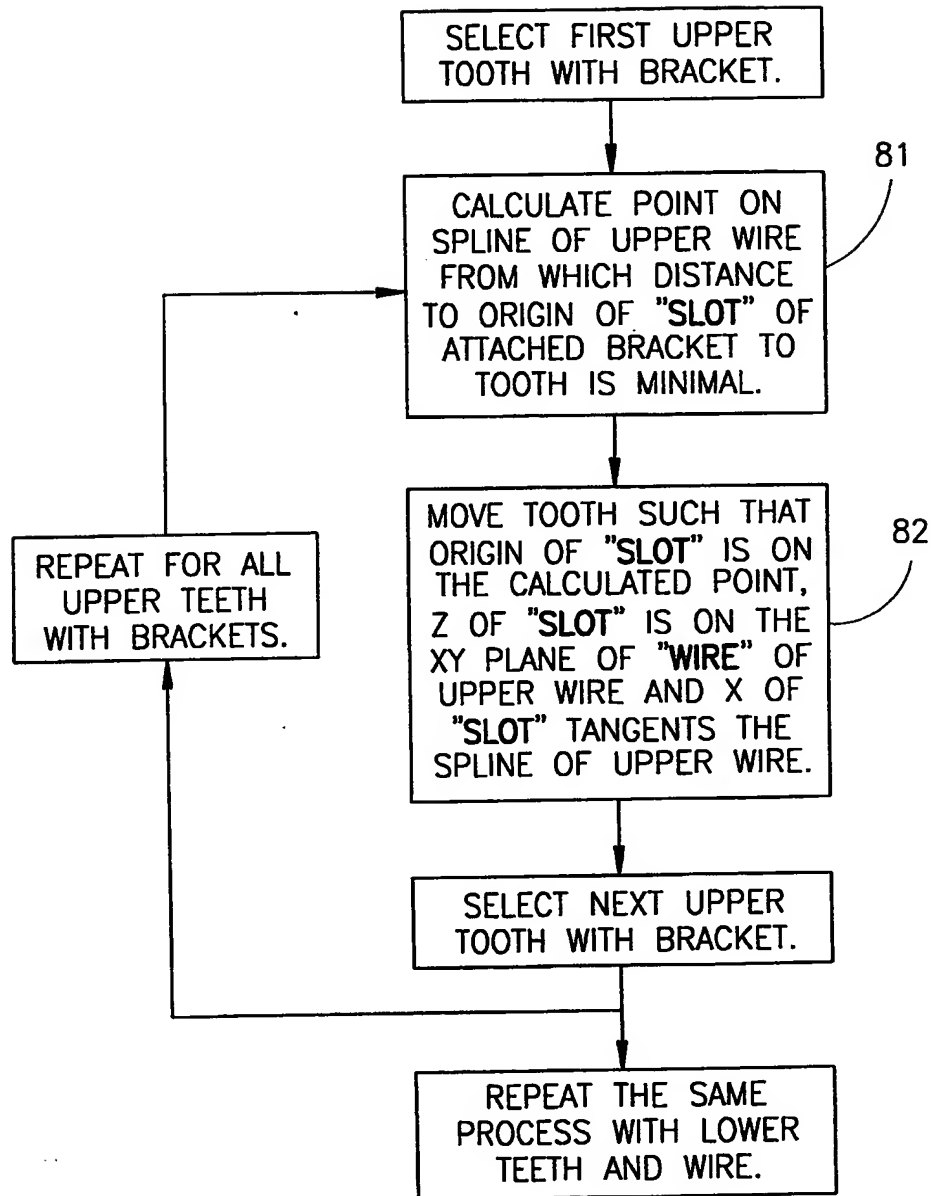 SELECT FIRST UPPER
TOOTH WITH BRACKET.
81
CALCULATE POINT ON
SPLINE OF UPPER WIRE
FROM WHICH DISTANCE
TO ORIGIN OF "SLOT" OF
ATTACHED BRACKET TO
TOOTH IS MINIMAL.
82
MOVE TOOTH SUCH THAT
ORIGIN OF "SLOT" IS ON
THE CALCULATED POINT,
Z OF "SLOT" IS ON THE
XY PLANE OF "WIRE" OF
UPPER WIRE AND X OF
"SLOT" TANGENTS THE
SPLINE OF UPPER WIRE.
REPEAT FOR ALL
UPPER TEETH
WITH BRACKETS.
SELECT NEXT UPPER
TOOTH WITH BRACKET.
REPEAT THE SAME
PROCESS WITH LOWER
TEETH AND WIRE.